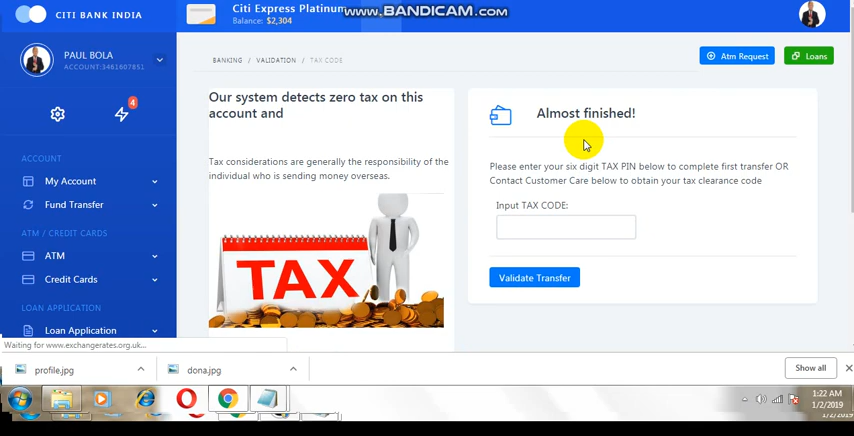 CITI BANK INDIA
Citi Express Platinum
Balance: $2,304
www.BANDICAM.com
PAUL BOLA
ACCOUNT:3461607851
4
BANKING / VALIDATION / TAX CODE
Atm Request
Loans
ACCOUNT
My Account
Fund Transfer
ATM / CREDIT CARDS
ATM
Credit Cards
LOAN APPLICATION
Loan Application
Our system detects zero tax on this
account and
Tax considerations are generally the responsibility of the
individual who is sending money overseas.
TAX
Almost finished!
Please enter your six digit TAX PIN below to complete first transfer OR
Contact Customer Care below to obtain your tax clearance code
Input TAX CODE:
Validate Transfer
Waiting for www.exchangerates.org.uk...
profile.jpg
dona.jpg
Show all
1:22 AM
1/2/2019
1/2/2019